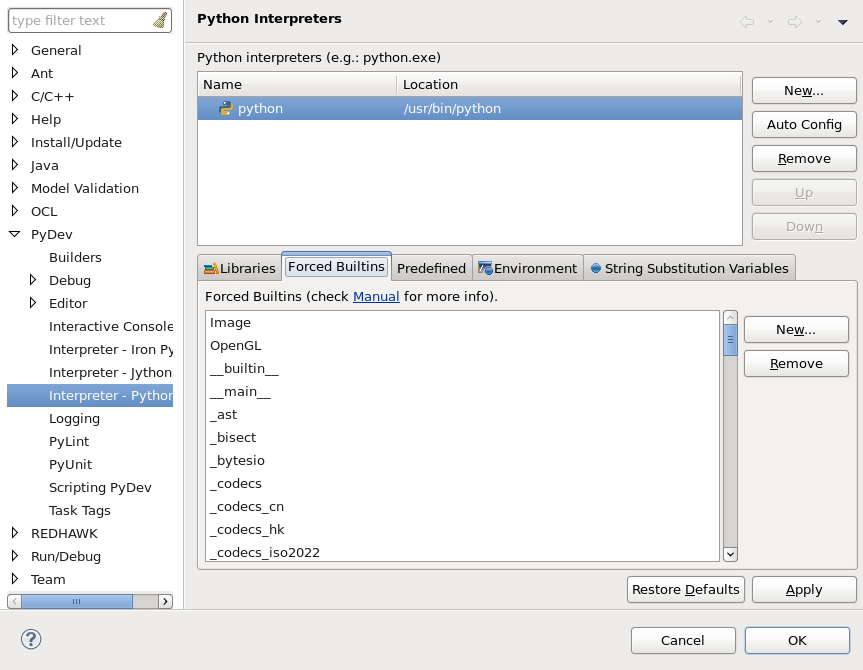 type filter text
General
Ant
C/C++
Help
Install/Update
Java
Model Validation
OCL
PyDev
Builders
Debug
Editor
Interactive Console
Interpreter - Iron Py
Interpreter - Jython
Interpreter - Python
Logging
PyLint
PyUnit
Scripting PyDev
Task Tags
REDHAWK
Run/Debug
Team
Python Interpreters
Python interpreters (e.g.: python.exe)
Name Location
python /usr/bin/python
New...
Auto Config
Remove
Up
Down
Libraries Forced Builtins Predefined Environment String Substitution Variables
Forced Builtins (check Manual for more info).
Image
OpenGL
__builtin__
__main__
_ast
_bisect
_bytesio
_codecs
_codecs_cn
_codecs_hk
_codecs_iso2022
New...
Remove
Restore Defaults Apply
? Cancel OK